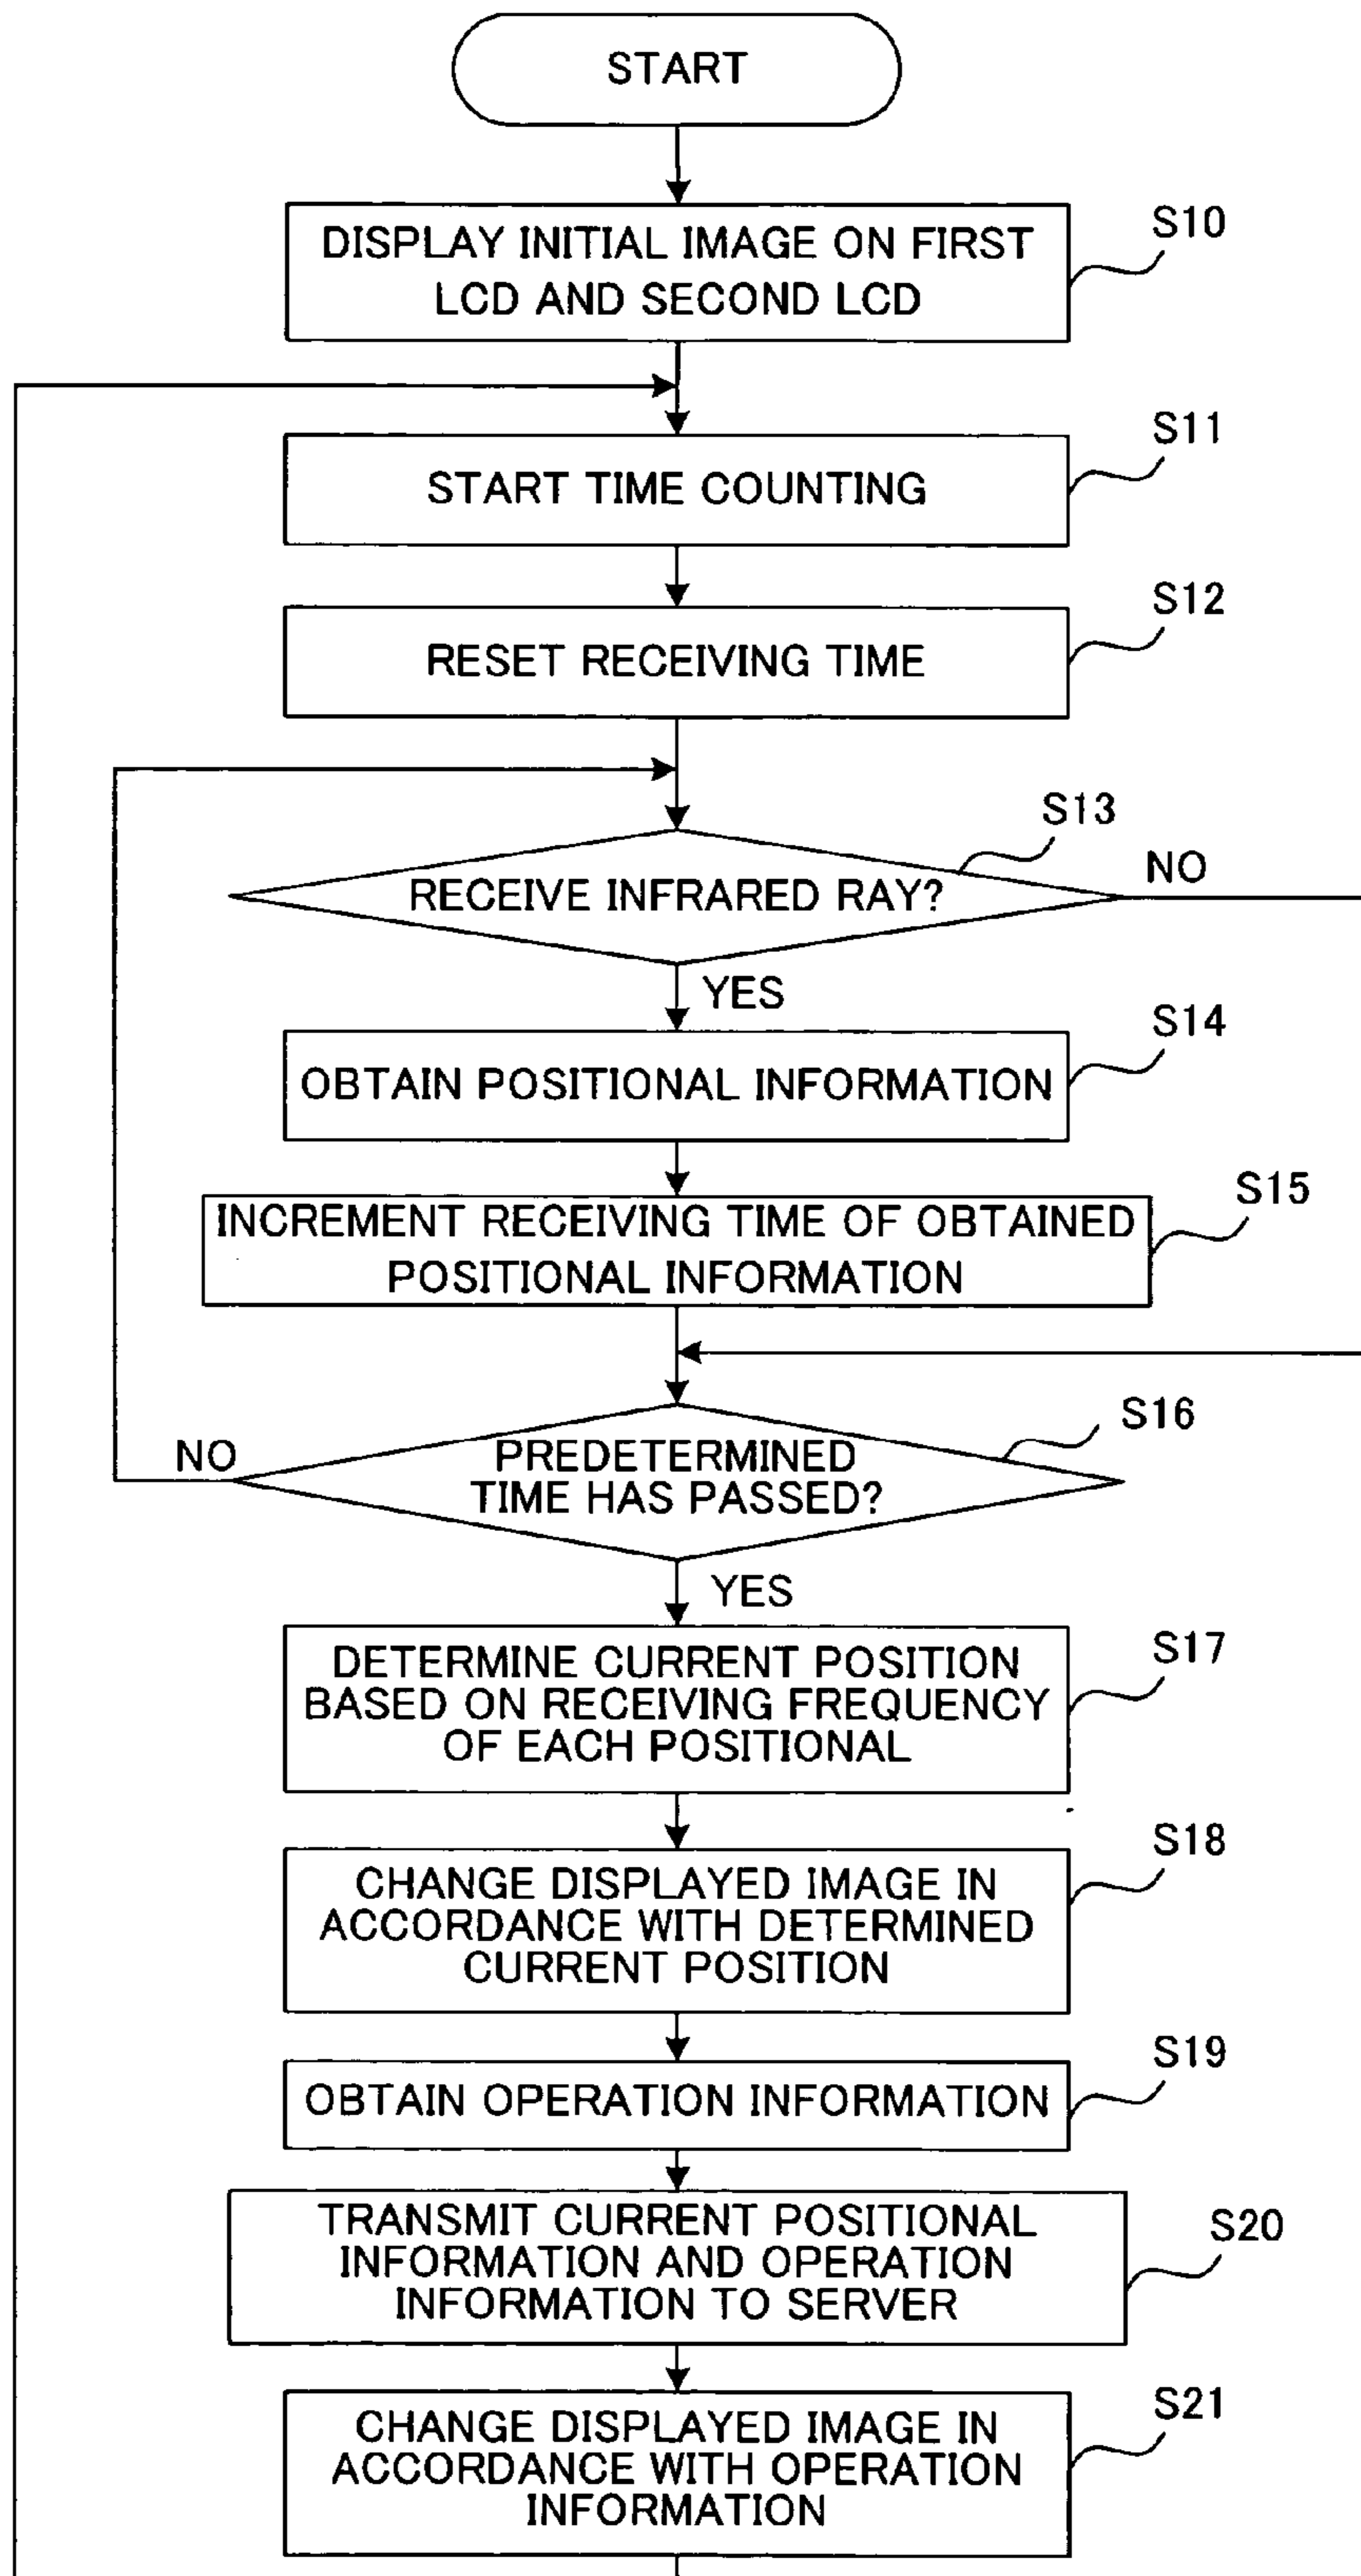 START
S10
DISPLAY INITIAL IMAGE ON FIRST
LCD AND SECOND LCD
S11
START TIME COUNTING
S12
RESET RECEIVING TIME
S13
NO
RECEIVE INFRARED RAY?
YES
S14
OBTAIN POSITIONAL INFORMATION
S15
INCREMENT RECEIVING TIME OF OBTAINED
POSITIONAL INFORMATION
S16
NO
PREDETERMINED
TIME HAS PASSED?
YES
S17
DETERMINE CURRENT POSITION
BASED ON RECEIVING FREQUENCY
OF EACH POSITIONAL
S18
CHANGE DISPLAYED IMAGE IN
ACCORDANCE WITH DETERMINED
CURRENT POSITION
S19
OBTAIN OPERATION INFORMATION
S20
TRANSMIT CURRENT POSITIONAL
INFORMATION AND OPERATION
INFORMATION TO SERVER
S21
CHANGE DISPLAYED IMAGE IN
ACCORDANCE WITH OPERATION
INFORMATION